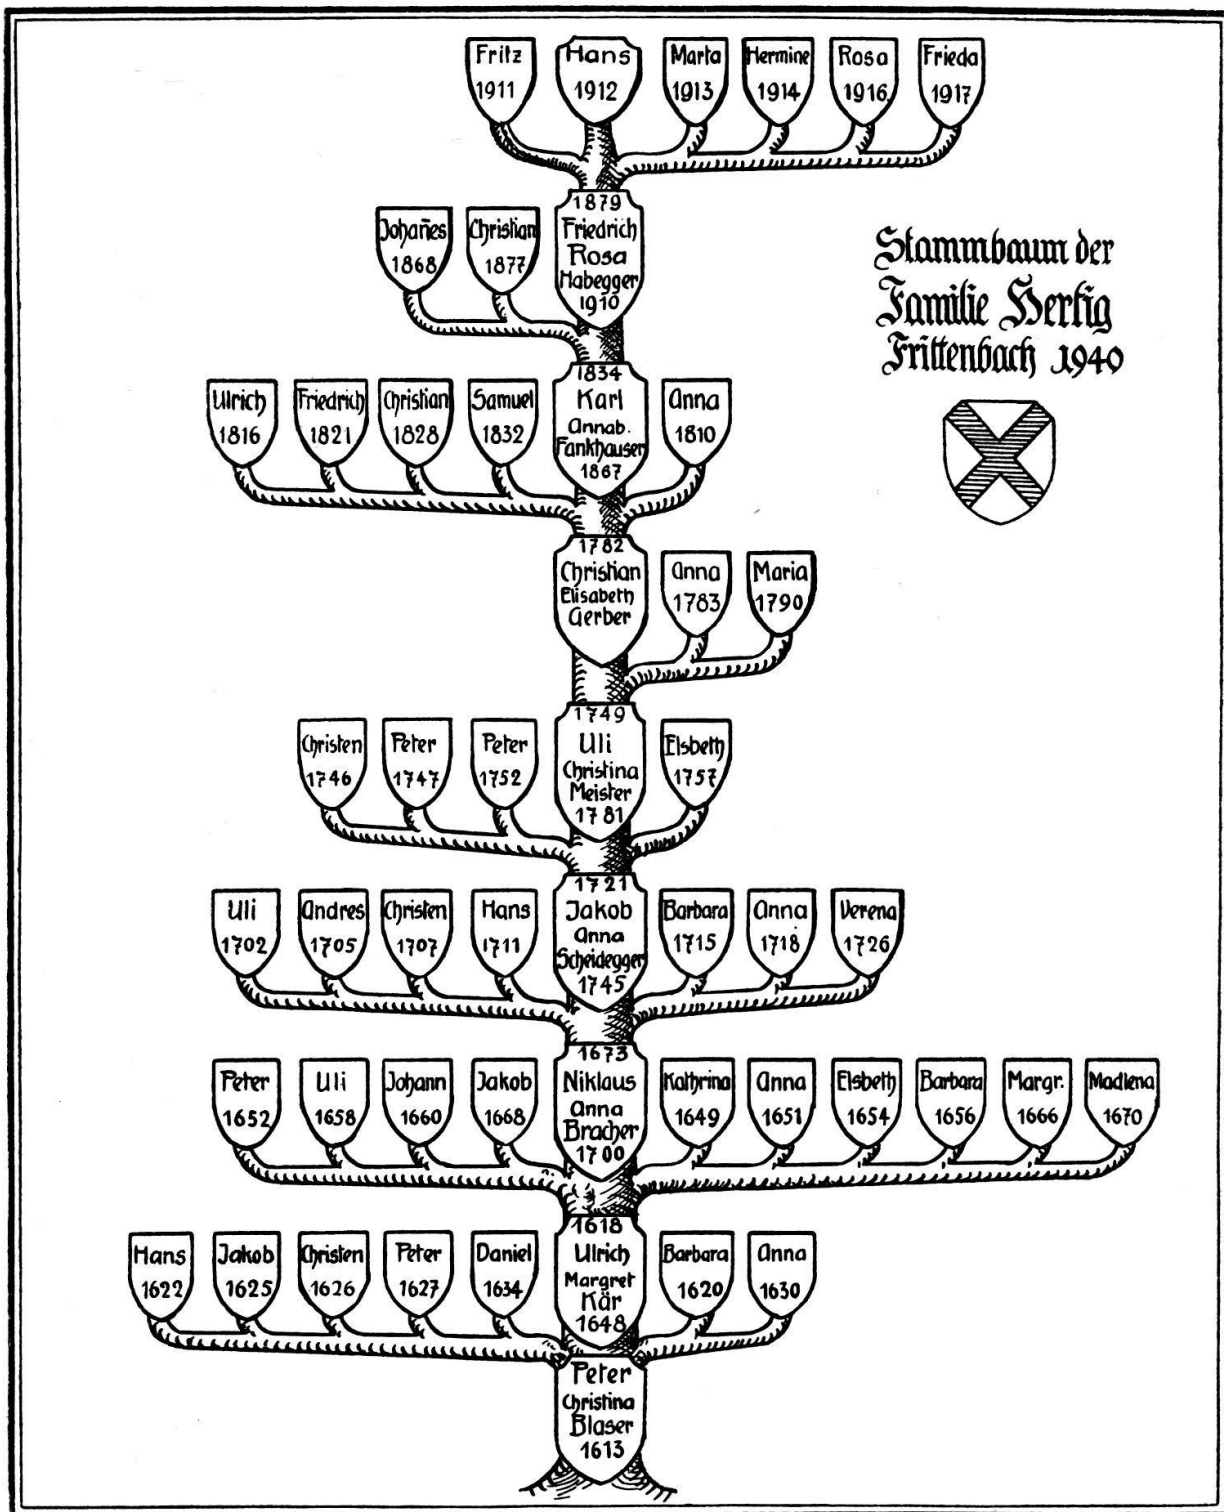 Fritz
1911
Hans
1912
Marta
1913
Hermine
1914
Rosa
1916
Frieda
1917
Johan̄es
1868
Christian
1877
1879
Friedrich
Rosa
Habegger
1910
Stammbaum der
Familie Hertig
Frittenbach 1940
Ulrich
1816
Friedrich
1821
Christian
1828
Samuel
1832
1834
Karl
Annab.
Fankhauser
1867
Anna
1810
1782
Christian
Elisabeth
Gerber
Anna
1783
Maria
1790
Christen
1746
Peter
1747
Peter
1752
1749
Uli
Christina
Meister
1781
Elsbeth
1757
Uli
1702
Andres
1705
Christen
1707
Hans
1711
1721
Jakob
Anna
Scheidegger
1745
Barbara
1715
Anna
1718
Verena
1726
Peter
1652
Uli
1658
Johann
1660
Jakob
1668
1673
Niklaus
Anna
Bracher
1700
Kathrina
1649
Anna
1651
Elsbeth
1654
Barbara
1656
Margr.
1666
Madlena
1670
Hans
1622
Jakob
1625
Christen
1626
Peter
1627
Daniel
1634
1618
Ulrich
Margret
Kär
1648
Barbara
1620
Anna
1630
Peter
Christina
Blaser
1613